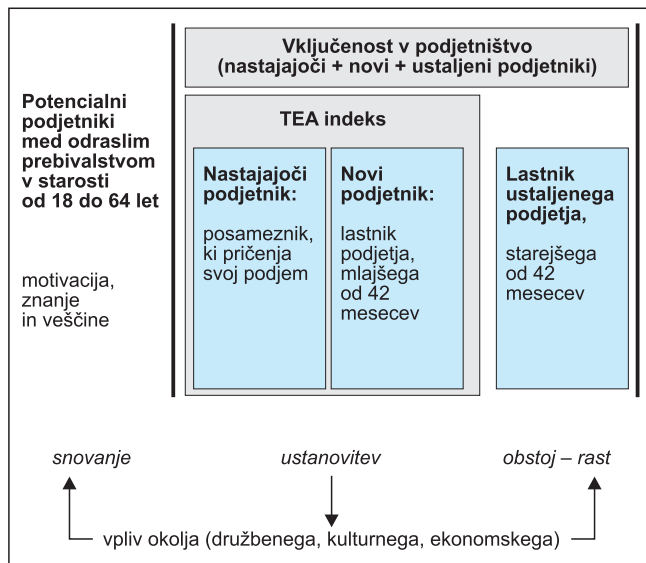 Vključenost v podjetništvo
(nastajajoči + novi + ustaljeni podjetniki)
Potencialni
podjetniki
med odraslim
prebivalstvom
v starosti
od 18 do 64 let
motivacija,
znanje
in veščine
TEA indeks
Nastajajoči
podjetnik:
posameznik,
ki pričenja
svoj podjem
Novi
podjetnik:
lastnik
podjetja,
mlajšega
od 42
mesecev
Lastnik
ustaljenega
podjetja,
starejšega
od 42
mesecev
snovanje
ustanovitev
obstoj – rast
vpliv okolja (družbenega, kulturnega, ekonomskega)